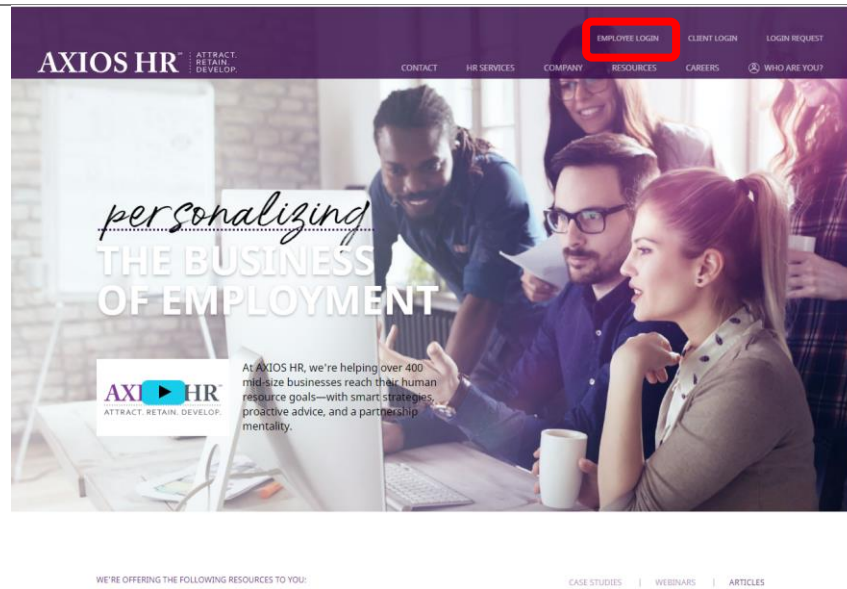 EMPLOYEE LOGIN CLIENT LOGIN LOGIN REQUEST
AXIOS HR™ ATTRACT.
RETAIN.
DEVELOP.
CONTACT HR SERVICES COMPANY RESOURCES CAREERS WHO ARE YOU?
personalizing
THE BUSINESS
OF EMPLOYMENT
At AXIOS HR, we're helping over 400
mid-size businesses reach their human
resource goals—with smart strategies,
proactive advice, and a partnership
mentality.
AXI HR™
ATTRACT. RETAIN. DEVELOP.
WE'RE OFFERING THE FOLLOWING RESOURCES TO YOU:
CASE STUDIES | WEBINARS | ARTICLES